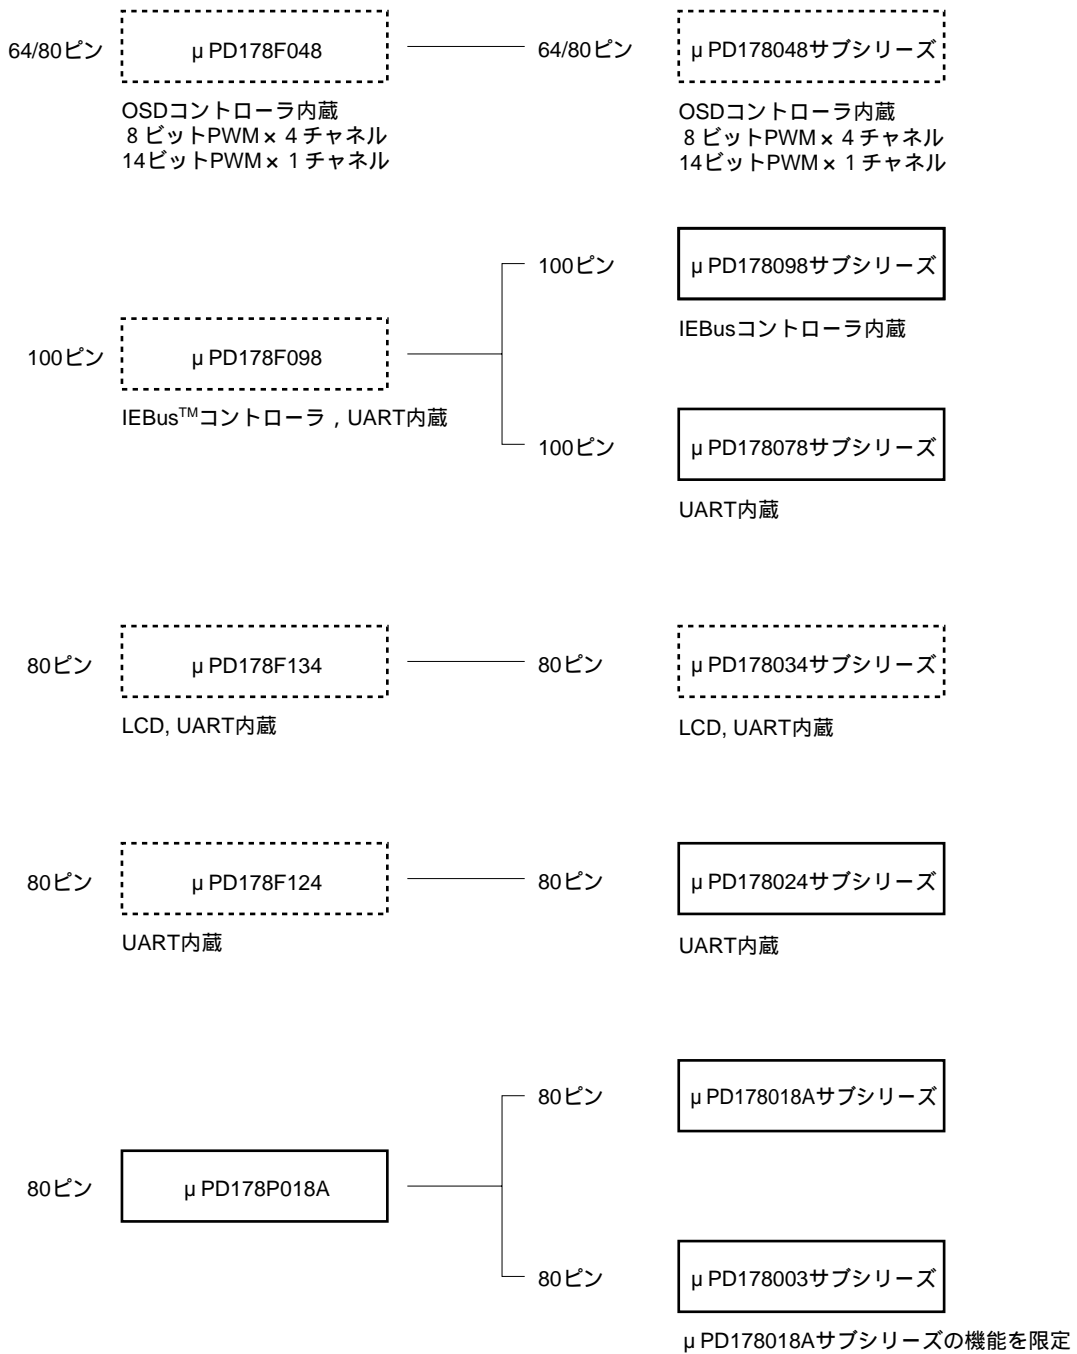 64/80ピン μPD178F048 64/80ピン μPD178048サブシリーズ
OSDコントローラ内蔵
8 ビットPWM× 4 チャネル
14ビットPWM× 1 チャネル
OSDコントローラ内蔵
8 ビットPWM× 4 チャネル
14ビットPWM× 1 チャネル
100ピン μPD178098サブシリーズ
IEBusコントローラ内蔵
100ピン μPD178F098
IEBus™コントローラ，UART内蔵
100ピン μPD178078サブシリーズ
UART内蔵
80ピン μPD178F134 80ピン μPD178034サブシリーズ
LCD, UART内蔵
LCD, UART内蔵
80ピン μPD178F124 80ピン μPD178024サブシリーズ
UART内蔵
UART内蔵
80ピン μPD178018Aサブシリーズ
80ピン μPD178P018A
80ピン μPD178003サブシリーズ
μPD178018Aサブシリーズの機能を限定